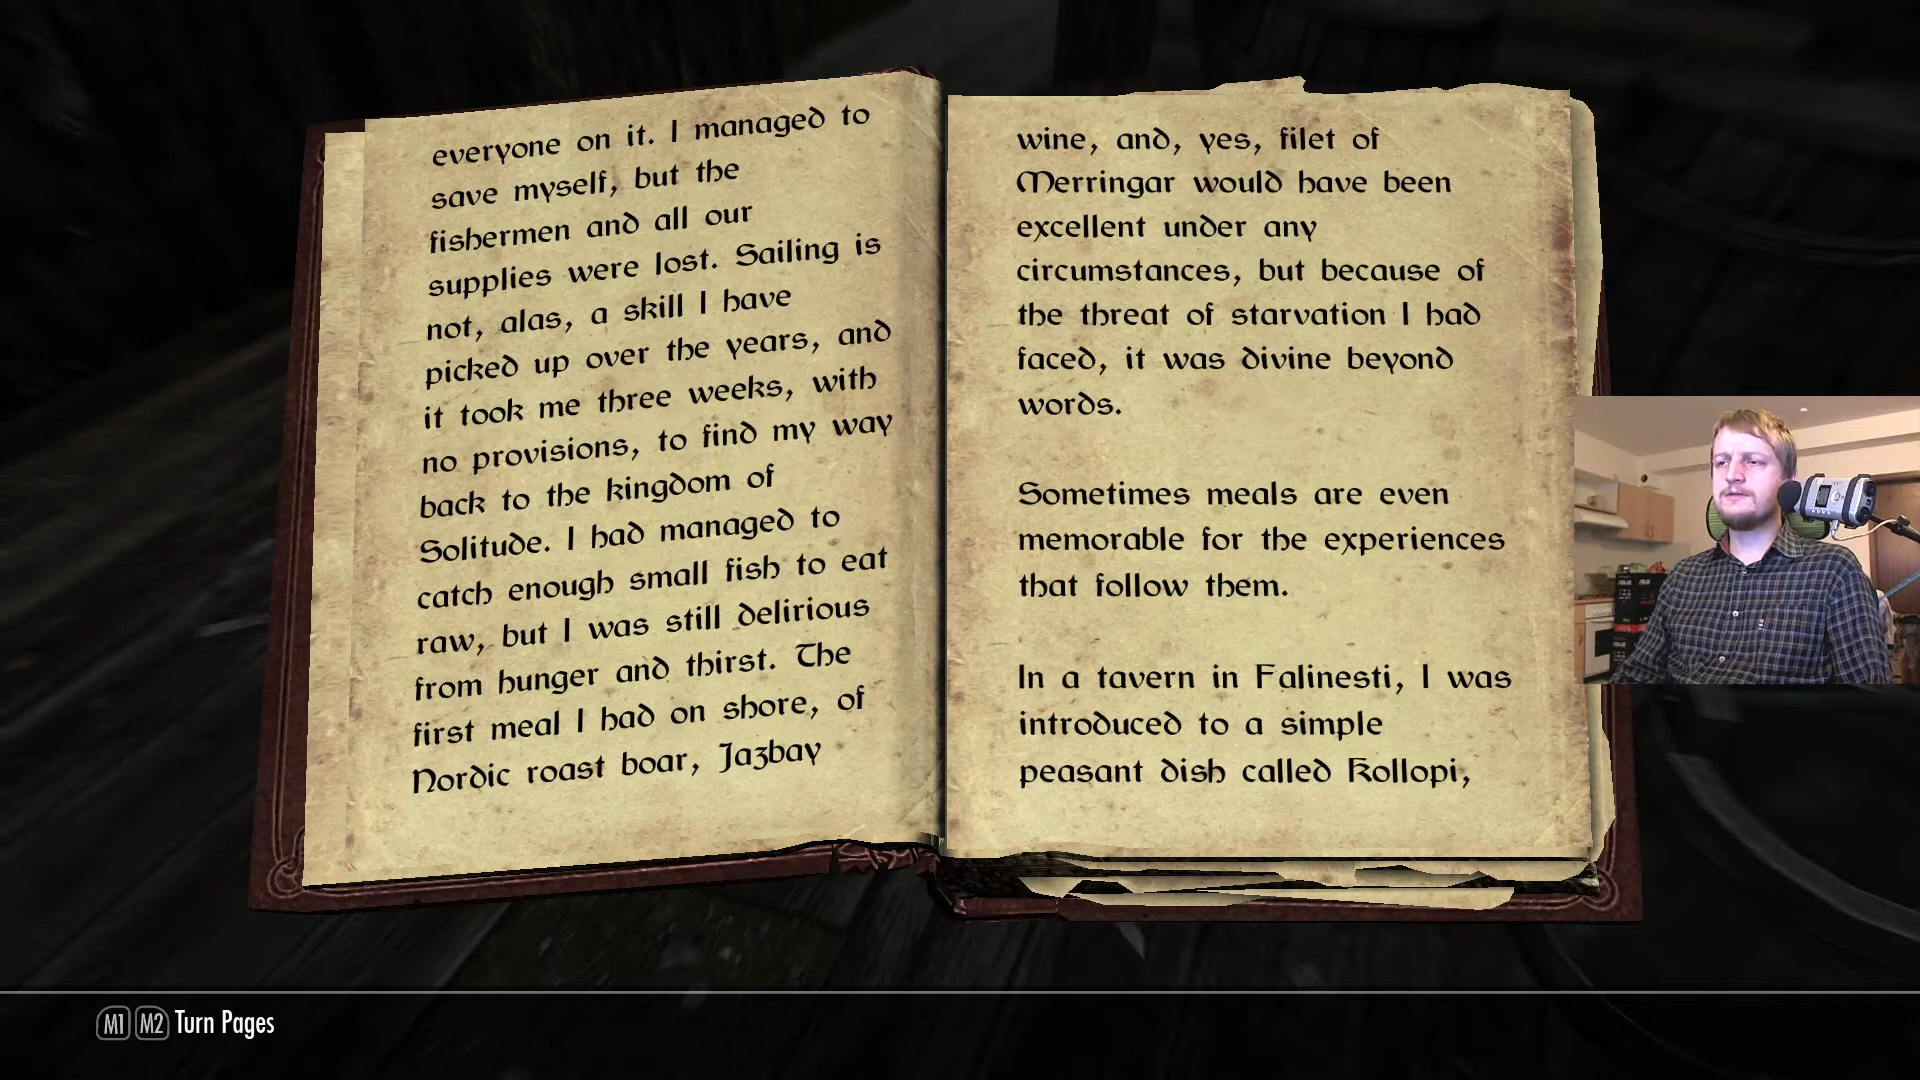 everyone on it. I managed to
save myself, but the
fishermen and all our
supplies were lost. Sailing is
not, alas, a skill I have
picked up over the years, and
it took me three weeks, with
no provisions, to find my way
back to the kingdom of
Solitude. I had managed to
catch enough small fish to eat
raw, but I was still delirious
from hunger and thirst. The
first meal I had on shore, of
Nordic roast boar, Jazbay
wine, and, yes, filet of
Merringar would have been
excellent under any
circumstances, but because of
the threat of starvation I had
faced, it was divine beyond
words.
Sometimes meals are even
memorable for the experiences
that follow them.
In a tavern in Falinesti, I was
introduced to a simple
peasant dish called Kollopi,
M1 M2 Turn Pages